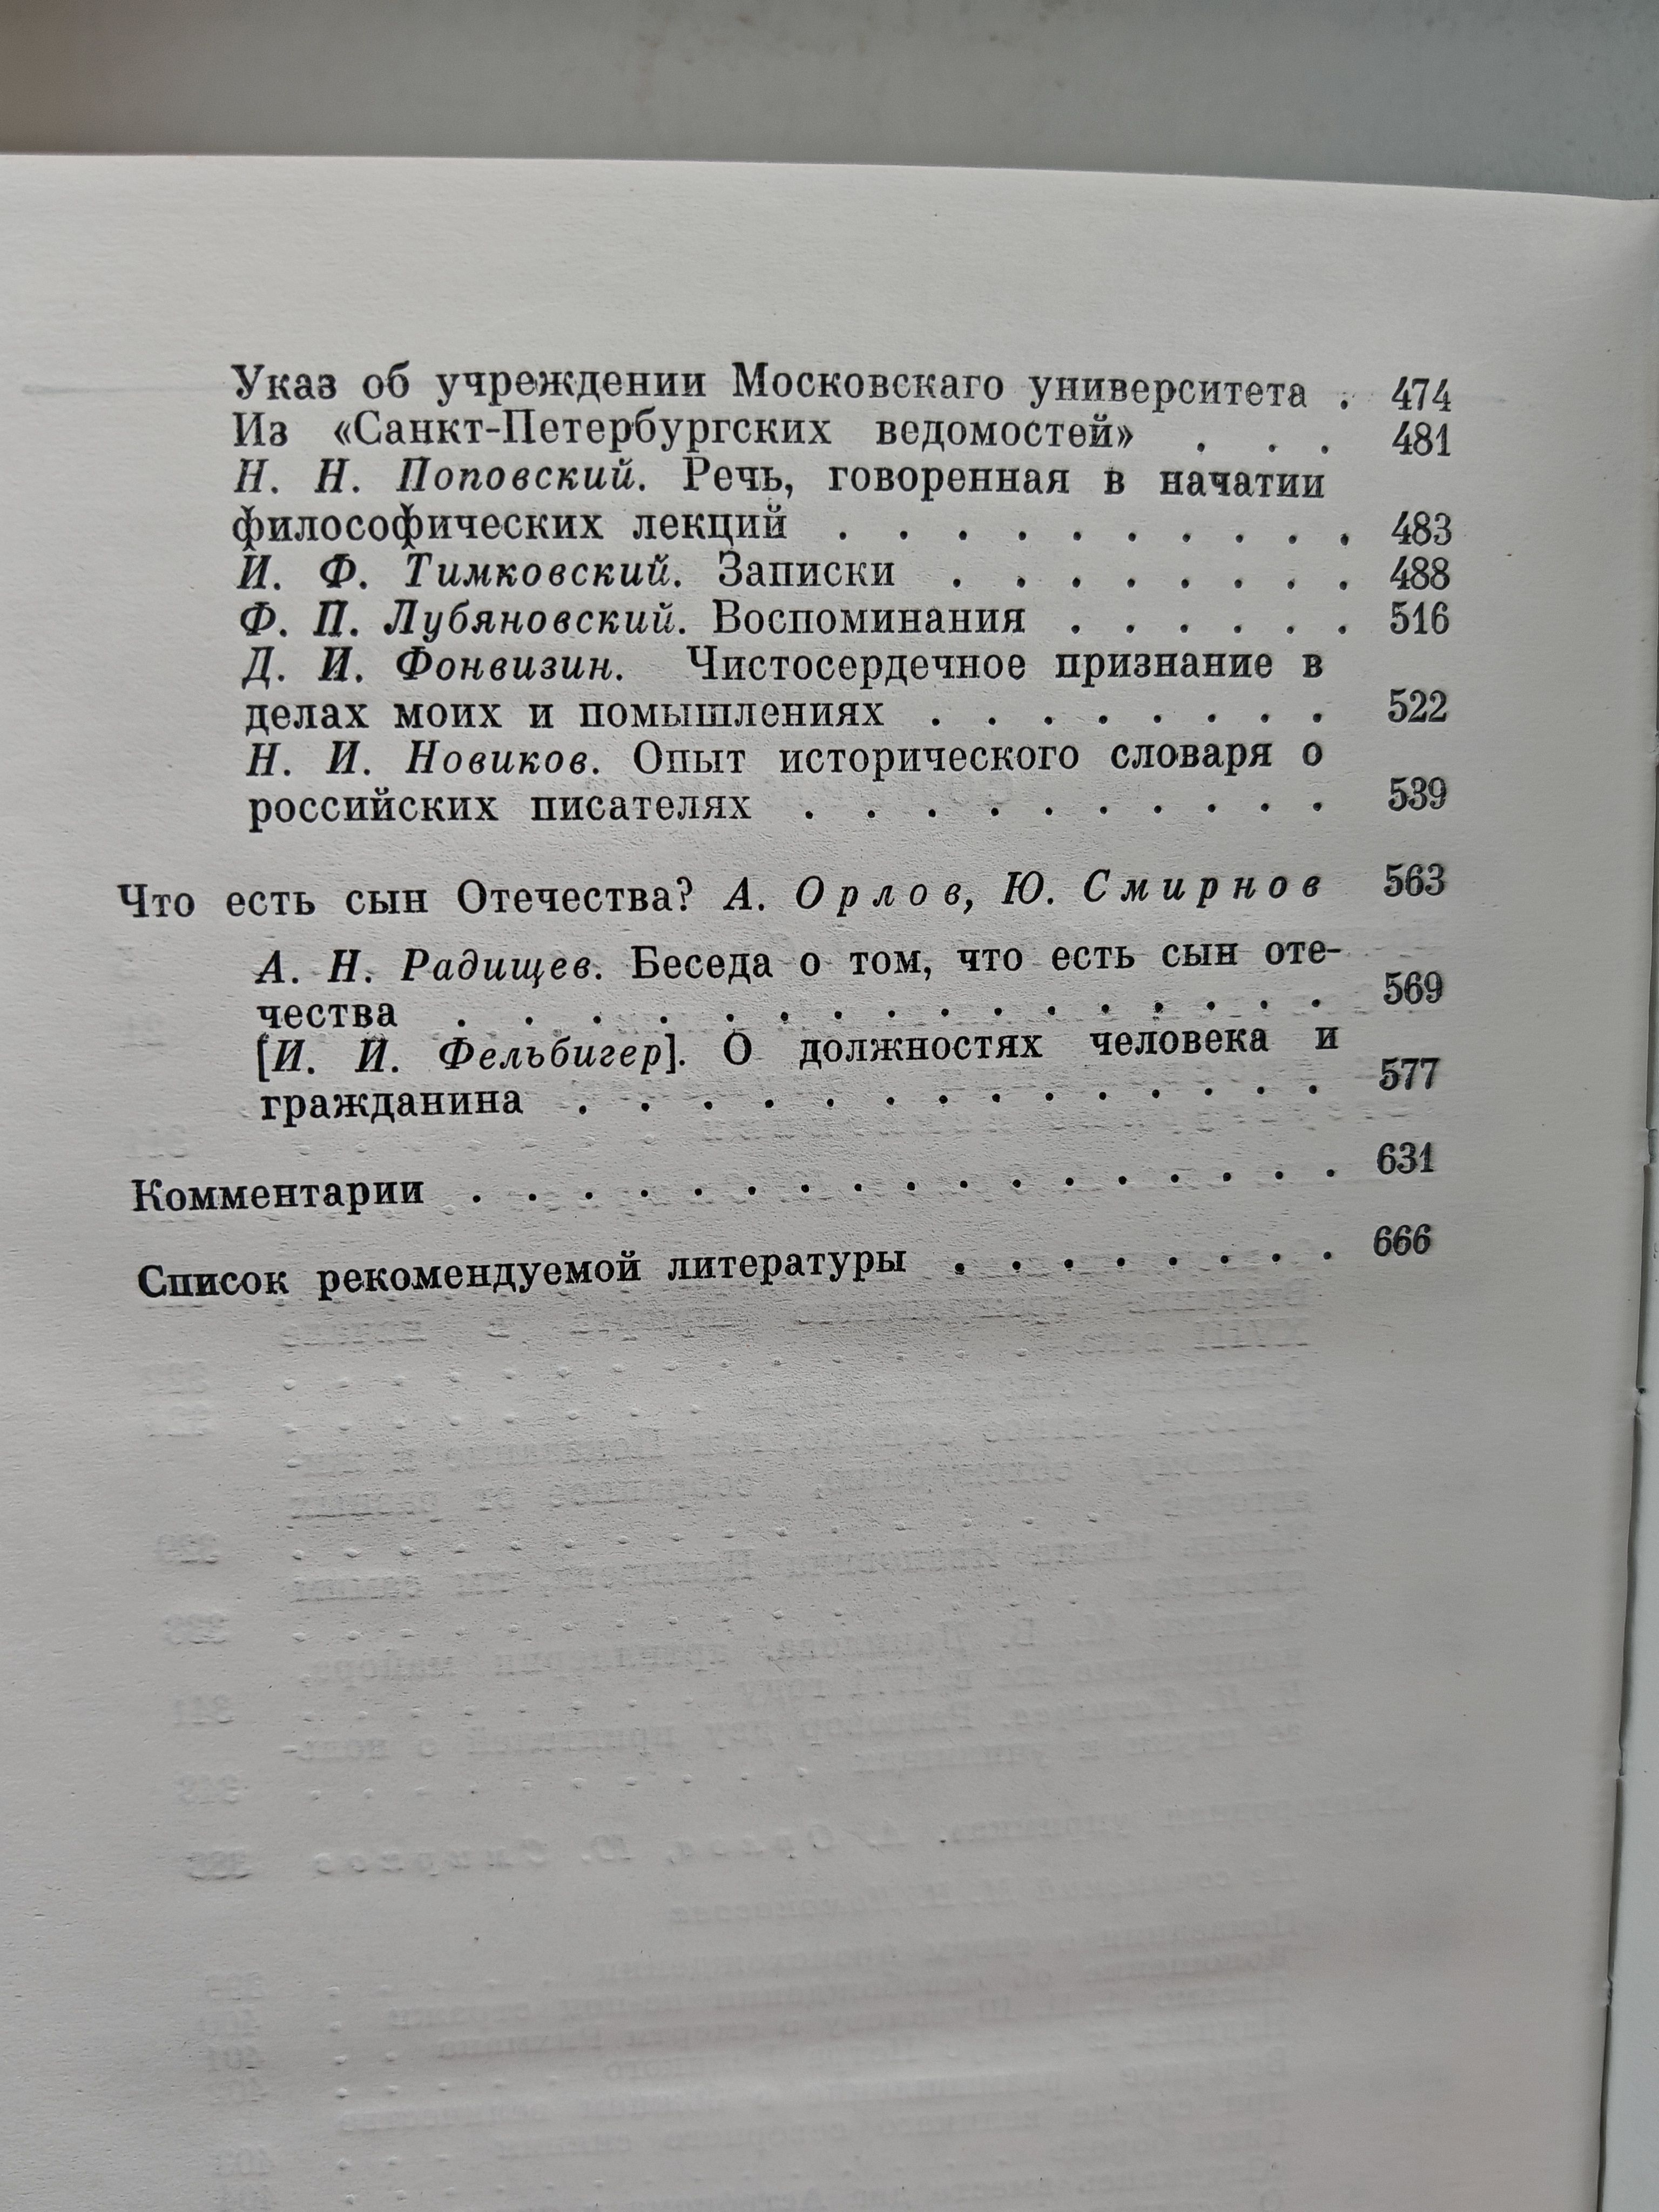 Указ об учреждении Московскаго университета . 474
Из «Санкт-Петербургских ведомостей» . . . 481
Н. Н. Поповский. Речь, говоренная в начатии
философических лекций . . . . . . . . . . 483
И. Ф. Тимковский. Записки . . . . . . . . 488
Ф. П. Лубяновский. Воспоминания . . . . . . 516
Д. И. Фонвизин. Чистосердечное признание в
делах моих и помышлениях . . . . . . . . 522
Н. И. Новиков. Опыт исторического словаря о
российских писателях . . . . . . . . . . 539
Что есть сын Отечества? А. Орлов, Ю. Смирнов 563
А. Н. Радищев. Беседа о том, что есть сын оте-
чества . . . . . . . . . . . . . . 569
[И. И. Фельбигер]. О должностях человека и
гражданина . . . . . . . . . . . . . 577
Комментарии . . . . . . . . . . . . . . . . 631
Список рекомендуемой литературы . . . . . . . . 666